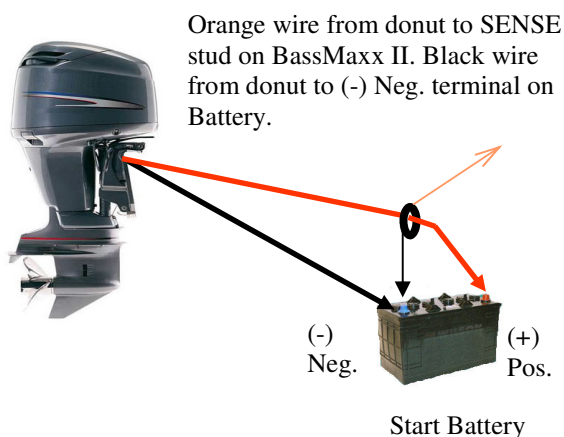 Orange wire from donut to SENSE
stud on BassMaxx II. Black wire
from donut to (-) Neg. terminal on
Battery.
(-)
Neg.
(+)
Pos.
Start Battery